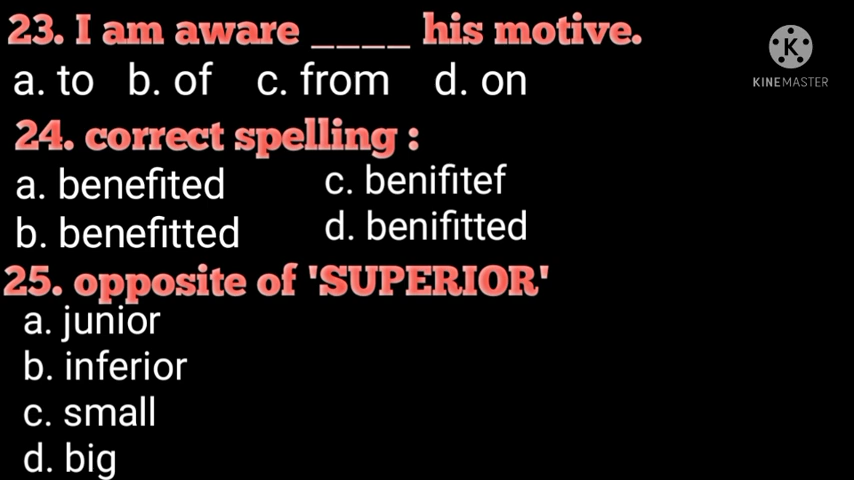 23. I am aware ____ his motive.
a. to b. of c. from d. on
KINEMASTER
24. correct spelling :
a. benefited c. benifitef
b. benefitted d. benifitted
25. opposite of 'SUPERIOR'
a. junior
b. inferior
c. small
d. big